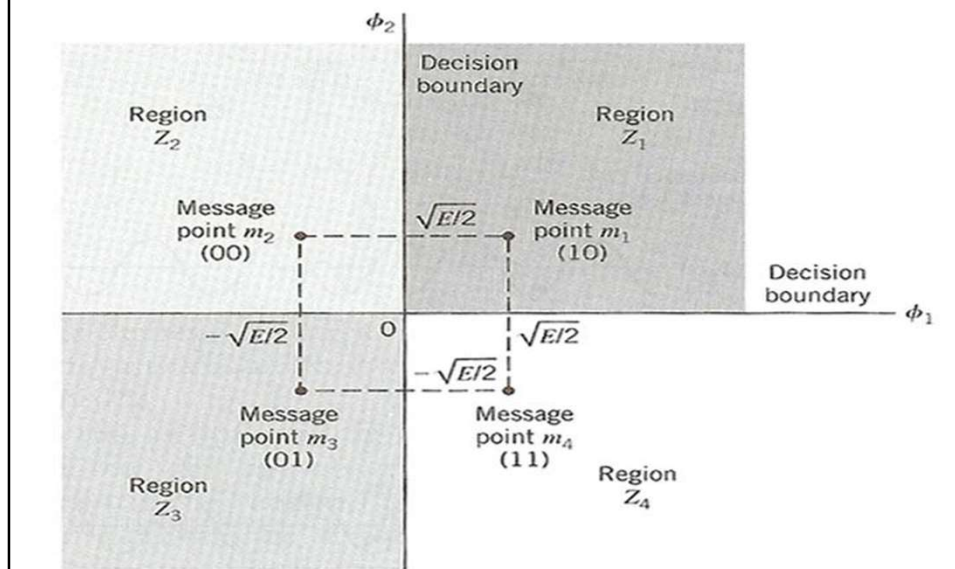 ϕ₂
Decision
boundary
Region
Z₂
Region
Z₁
Message
point m₂
(00)
√E/2
Message
point m₁
(10)
Decision
boundary
ϕ₁
0
−√E/2
√E/2
−√E/2
Message
point m₃
(01)
Message
point m₄
(11)
Region
Z₃
Region
Z₄